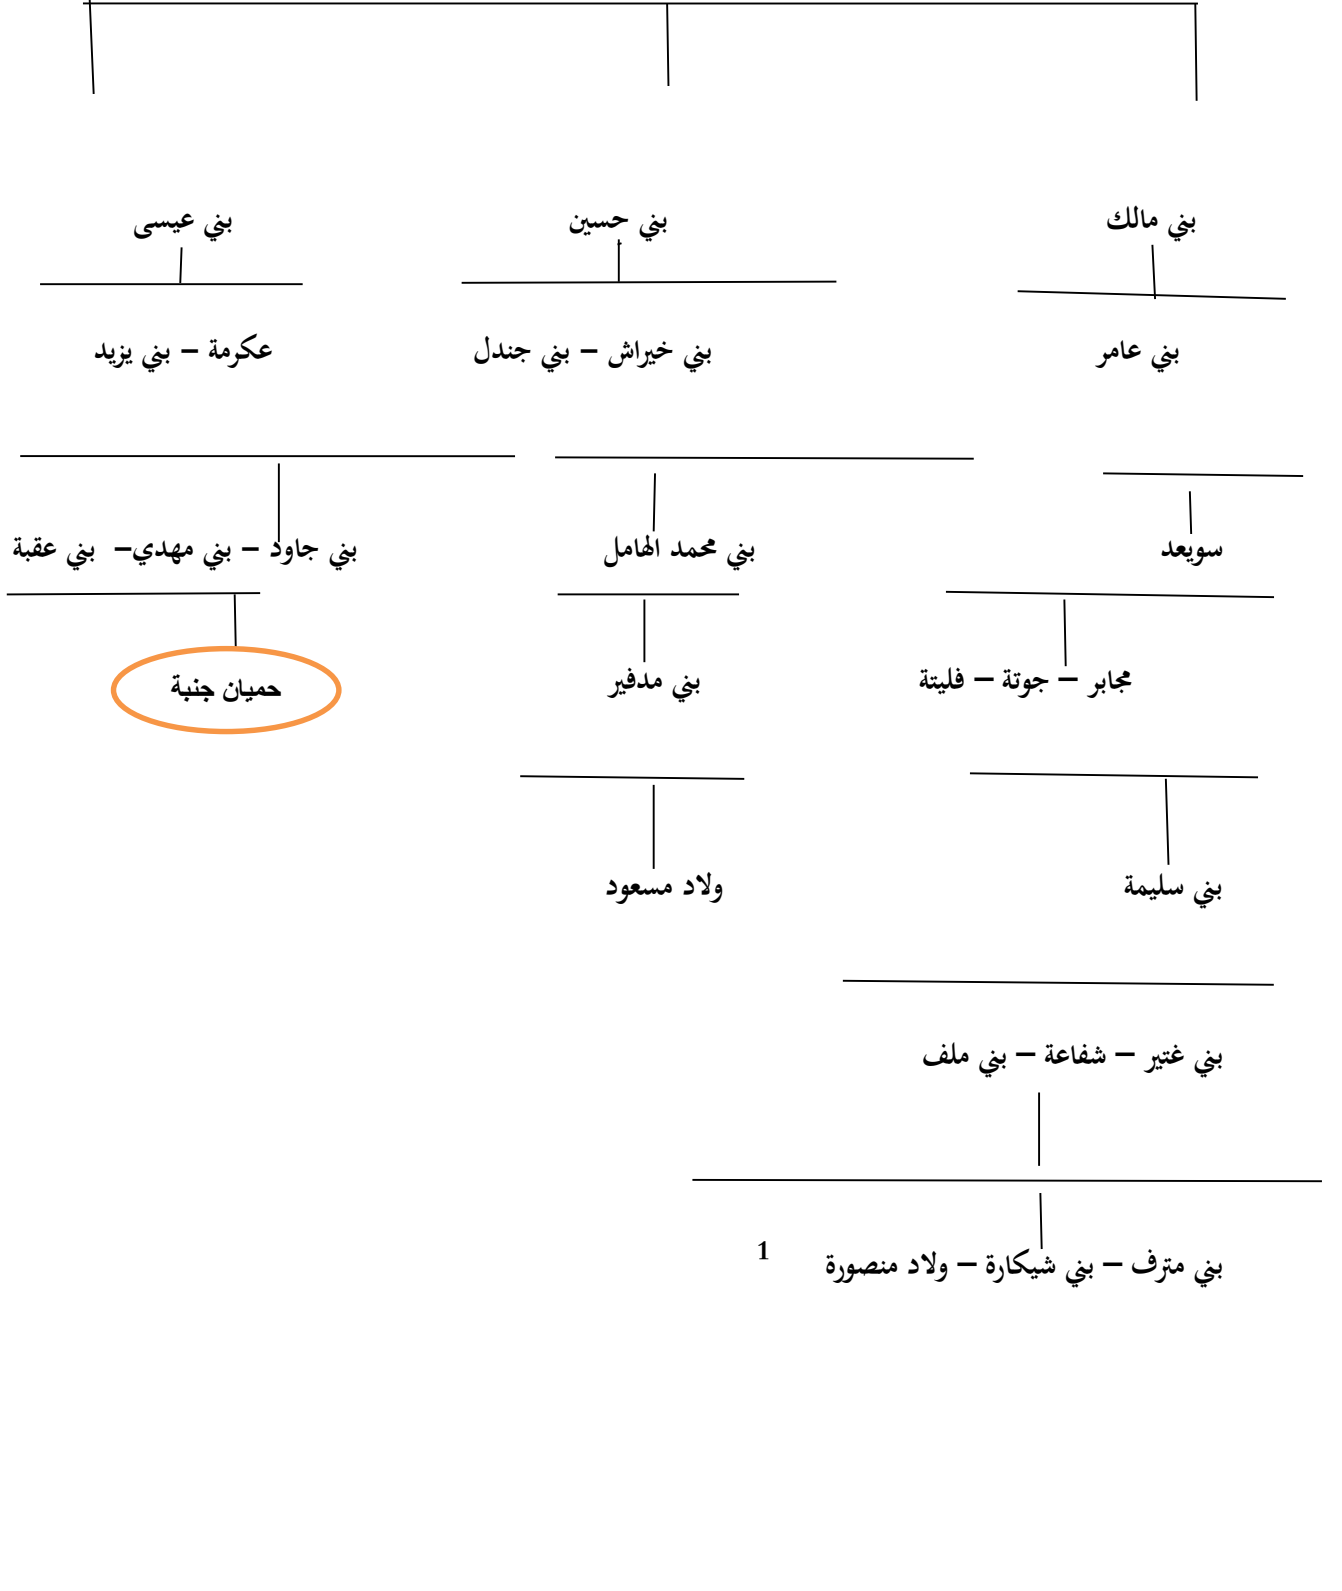 بني مالك بني حسين بني عيسى
بني عامر بني خيراش – بني جندل عكرمة – بني يزيد
سويعد بني محمد الهامل بني جاود – بني مهدي– بني عقبة
مجابر – جوتة – فليتة بني مدفير حميان جنبة
بني سليمة ولاد مسعود
بني غتير – شفاعة – بني ملف
بني مترف – بني شيكارة – ولاد منصورة 1